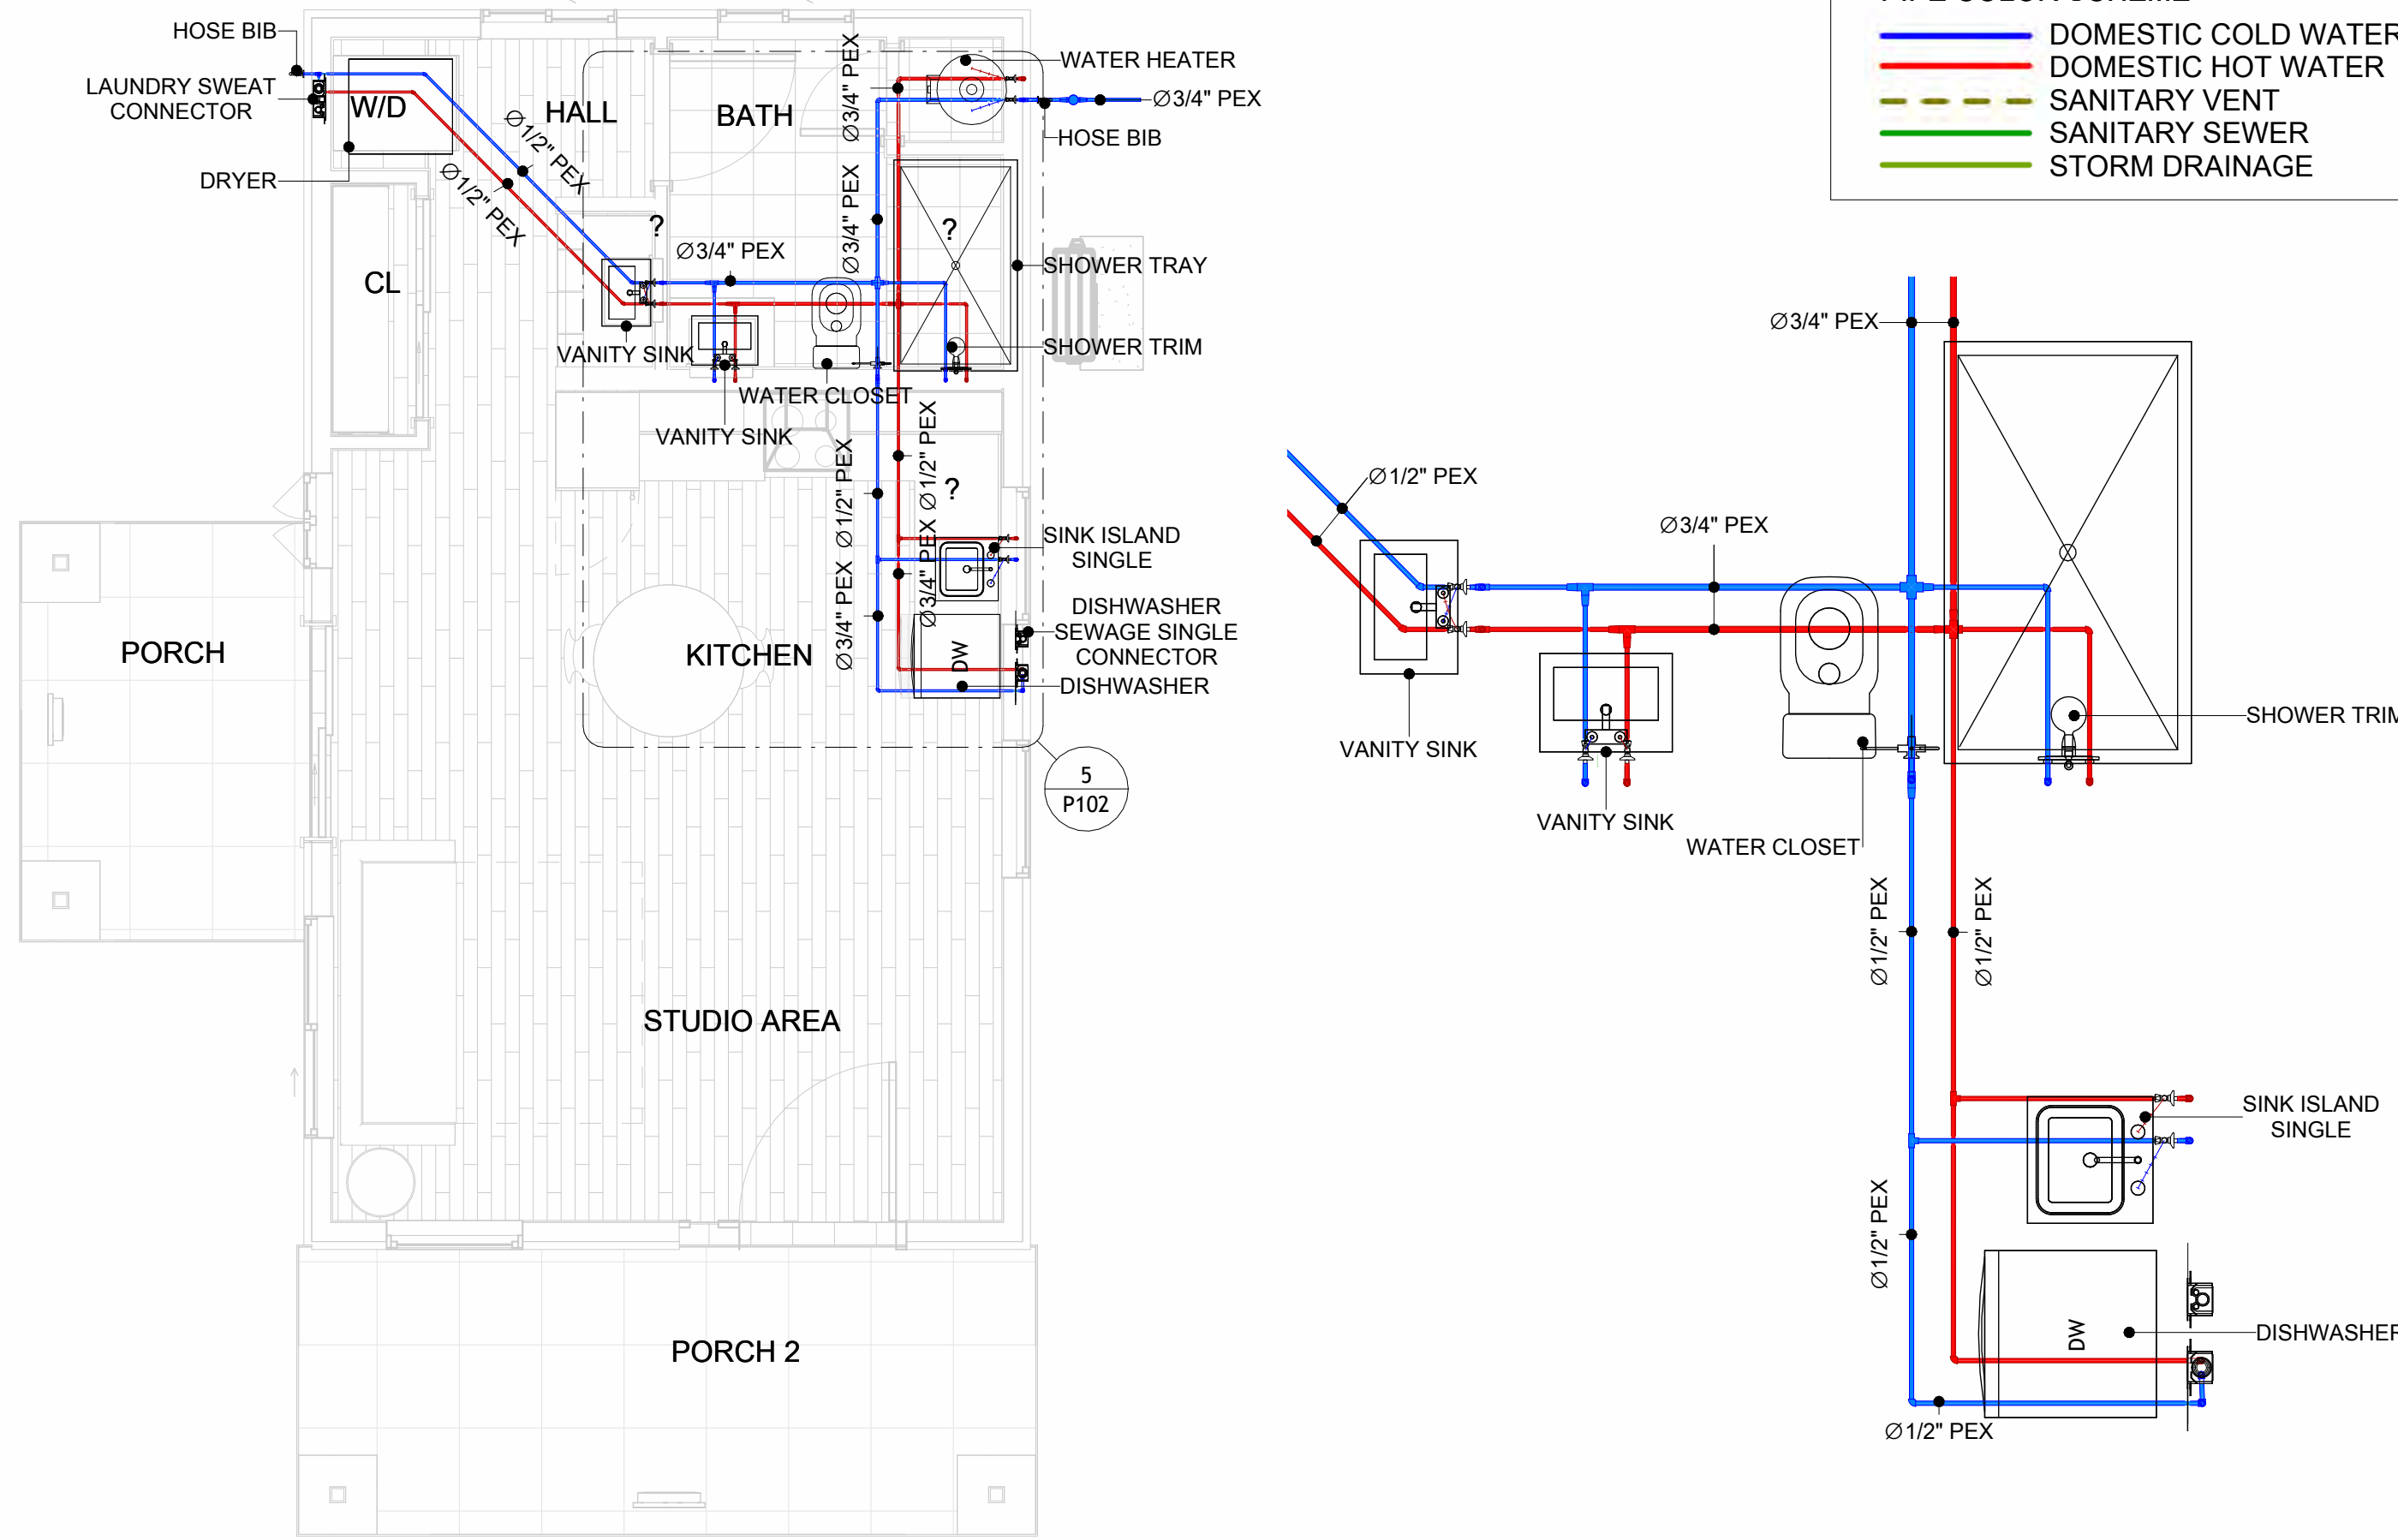 HOSE BIB
LAUNDRY SWEAT
CONNECTOR
DRYER
W/D
HALL
BATH
CL
Ø1/2" PEX
Ø1/2" PEX
?
Ø3/4" PEX
Ø3/4" PEX
Ø3/4" PEX
WATER HEATER
Ø3/4" PEX
HOSE BIB
?
SHOWER TRAY
SHOWER TRIM
VANITY SINK
WATER CLOSET
VANITY SINK
Ø1/2" PEX
Ø1/2" PEX
?
Ø3/4" PEX
Ø3/4" PEX
SINK ISLAND
SINGLE
DISHWASHER
SEWAGE SINGLE
CONNECTOR
DISHWASHER
DW
PORCH
KITCHEN
5
P102
STUDIO AREA
PORCH 2
DOMESTIC COLD WATER
DOMESTIC HOT WATER
SANITARY VENT
SANITARY SEWER
STORM DRAINAGE
Ø3/4" PEX
Ø1/2" PEX
Ø3/4" PEX
VANITY SINK
VANITY SINK
WATER CLOSET
SHOWER TRIM
Ø1/2" PEX
Ø1/2" PEX
SINK ISLAND
SINGLE
Ø1/2" PEX
DW
DISHWASHER
Ø1/2" PEX